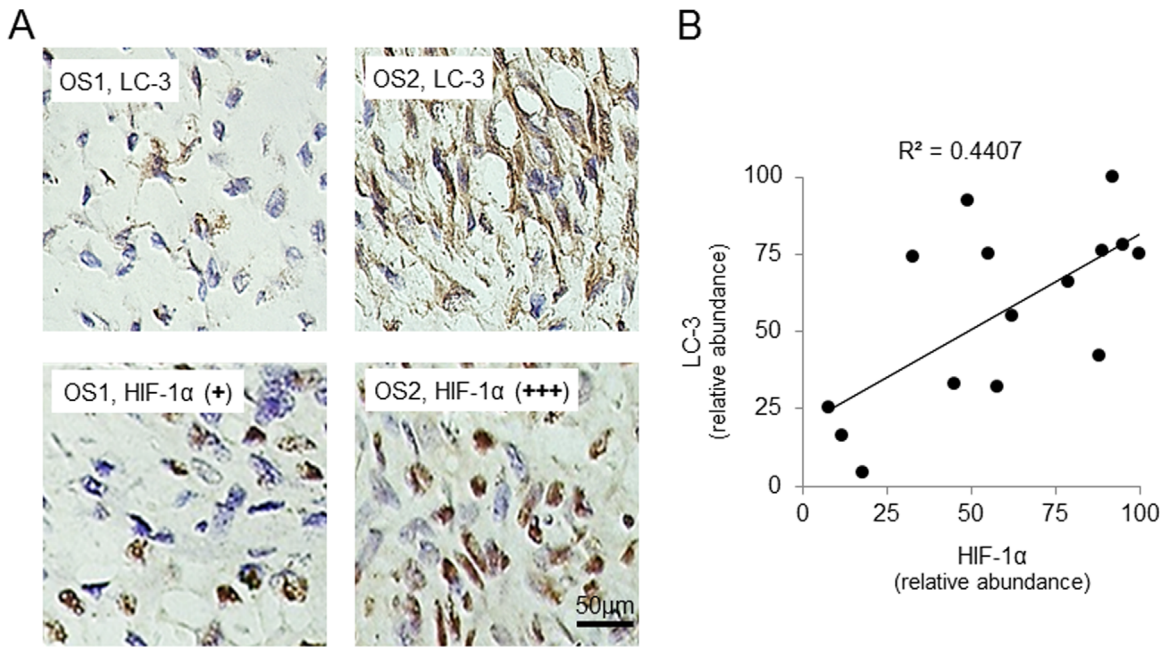 A
OS1, LC-3
OS2, LC-3
OS1, HIF-1α (+)
OS2, HIF-1α (+++)
50μm
B
R² = 0.4407
100
75
50
25
0
LC-3
(relative abundance)
0 25 50 75 100
HIF-1α
(relative abundance)